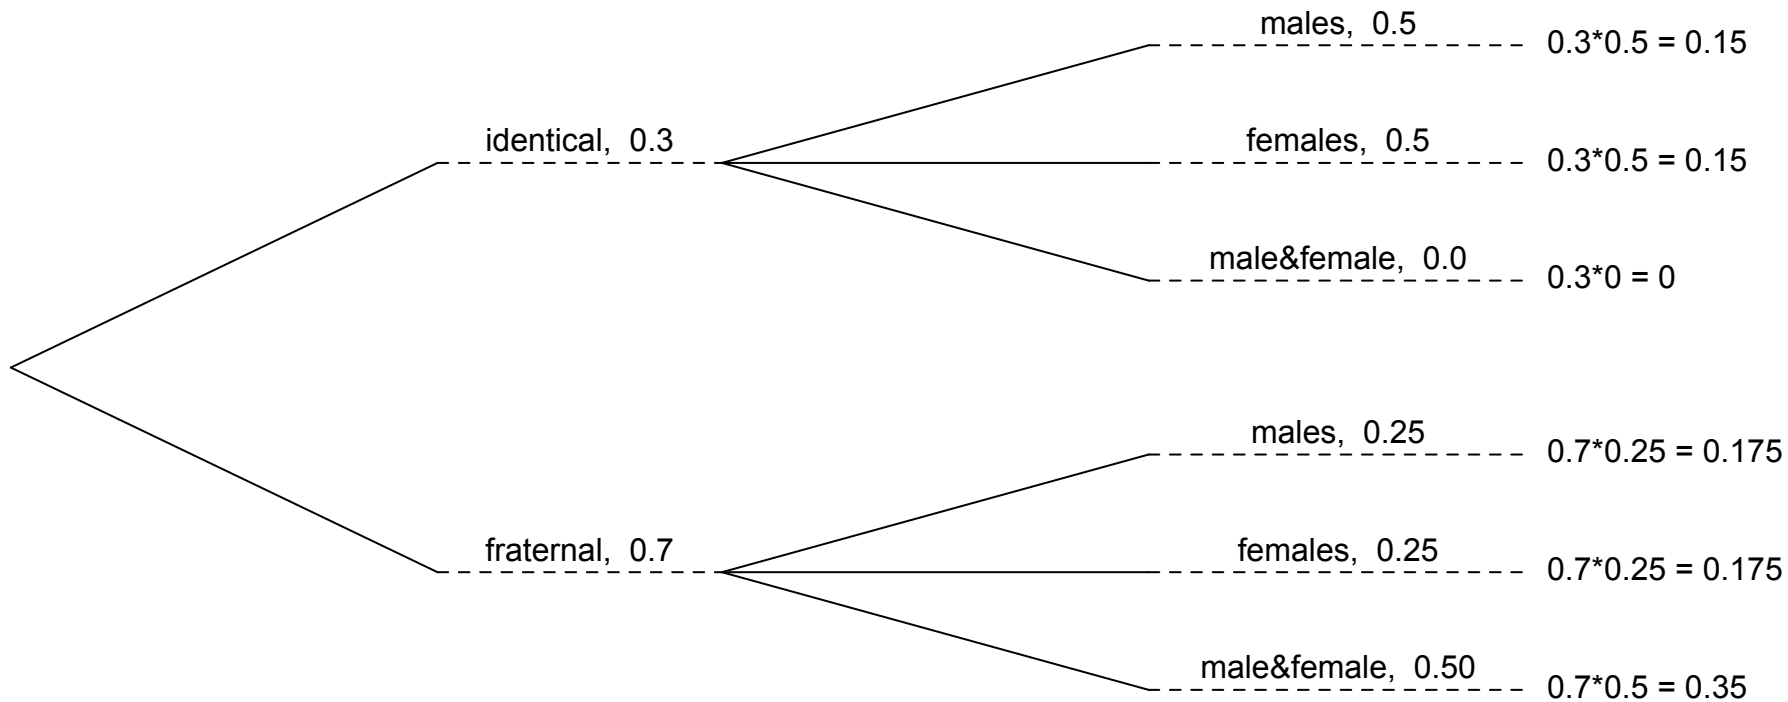 males, 0.5
0.3*0.5 = 0.15
identical, 0.3
females, 0.5
0.3*0.5 = 0.15
male&female, 0.0
0.3*0 = 0
males, 0.25
0.7*0.25 = 0.175
fraternal, 0.7
females, 0.25
0.7*0.25 = 0.175
male&female, 0.50
0.7*0.5 = 0.35